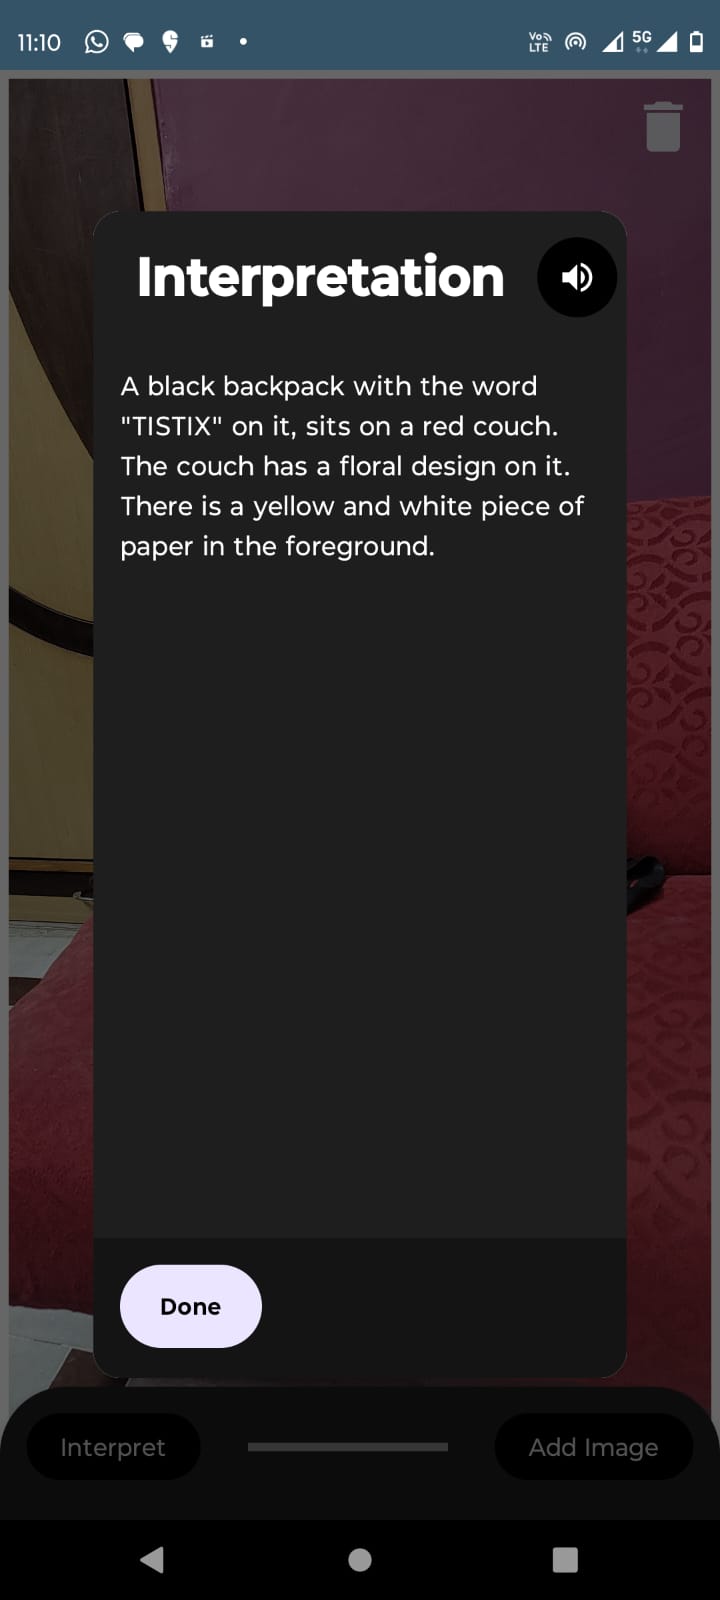 11:10
Vo)) LTE
5G
Interpretation
A black backpack with the word
"TISTIX" on it, sits on a red couch.
The couch has a floral design on it.
There is a yellow and white piece of
paper in the foreground.
Done
Interpret
Add Image